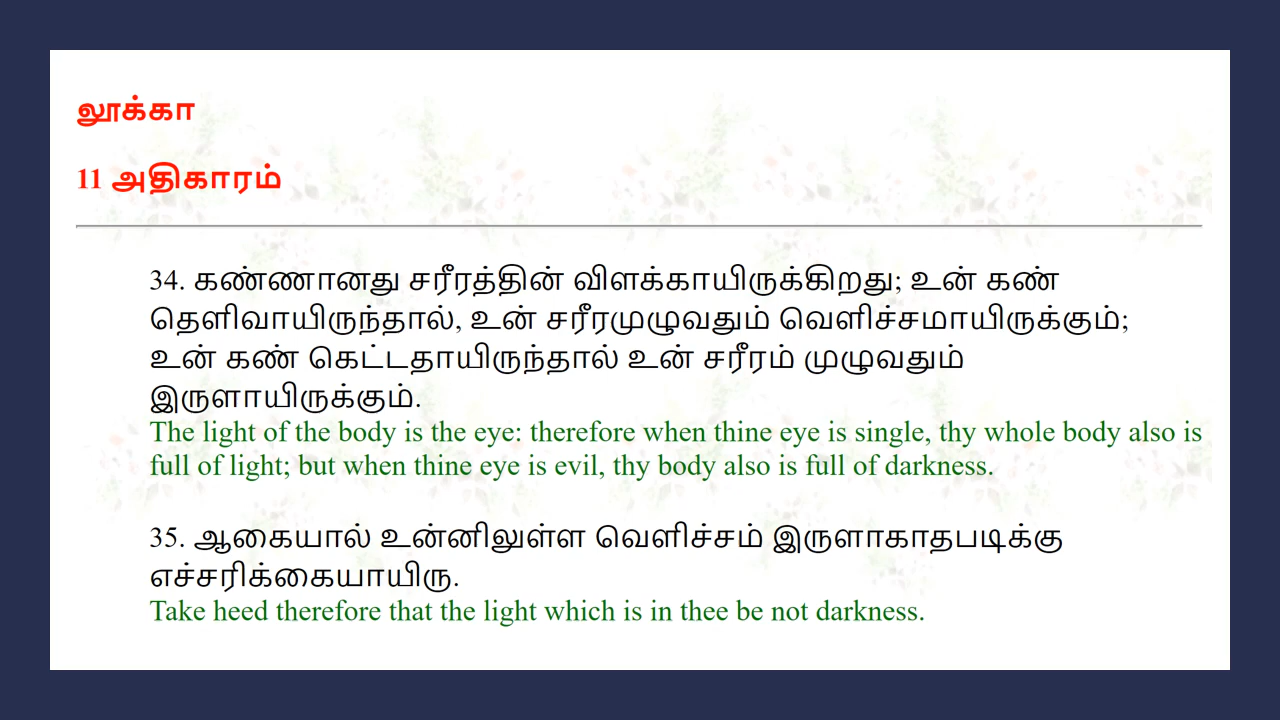 லூக்கா
11 அதிகாரம்
34. கண்ணானது சரீரத்தின் விளக்காயிருக்கிறது; உன் கண்
தெளிவாயிருந்தால், உன் சரீரமுழுவதும் வெளிச்சமாயிருக்கும்;
உன் கண் கெட்டதாயிருந்தால் உன் சரீரம் முழுவதும்
இருளாயிருக்கும்.
The light of the body is the eye: therefore when thine eye is single, thy whole body also is
full of light; but when thine eye is evil, thy body also is full of darkness.
35. ஆகையால் உன்னிலுள்ள வெளிச்சம் இருளாகாதபடிக்கு
எச்சரிக்கையாயிரு.
Take heed therefore that the light which is in thee be not darkness.